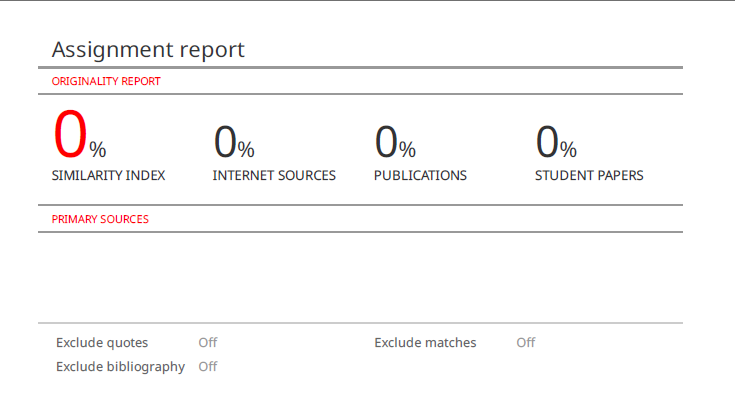 Assignment report
ORIGINALITY REPORT
0% 0% 0% 0%
SIMILARITY INDEX INTERNET SOURCES PUBLICATIONS STUDENT PAPERS
PRIMARY SOURCES
Exclude quotes Off Exclude matches Off
Exclude bibliography Off